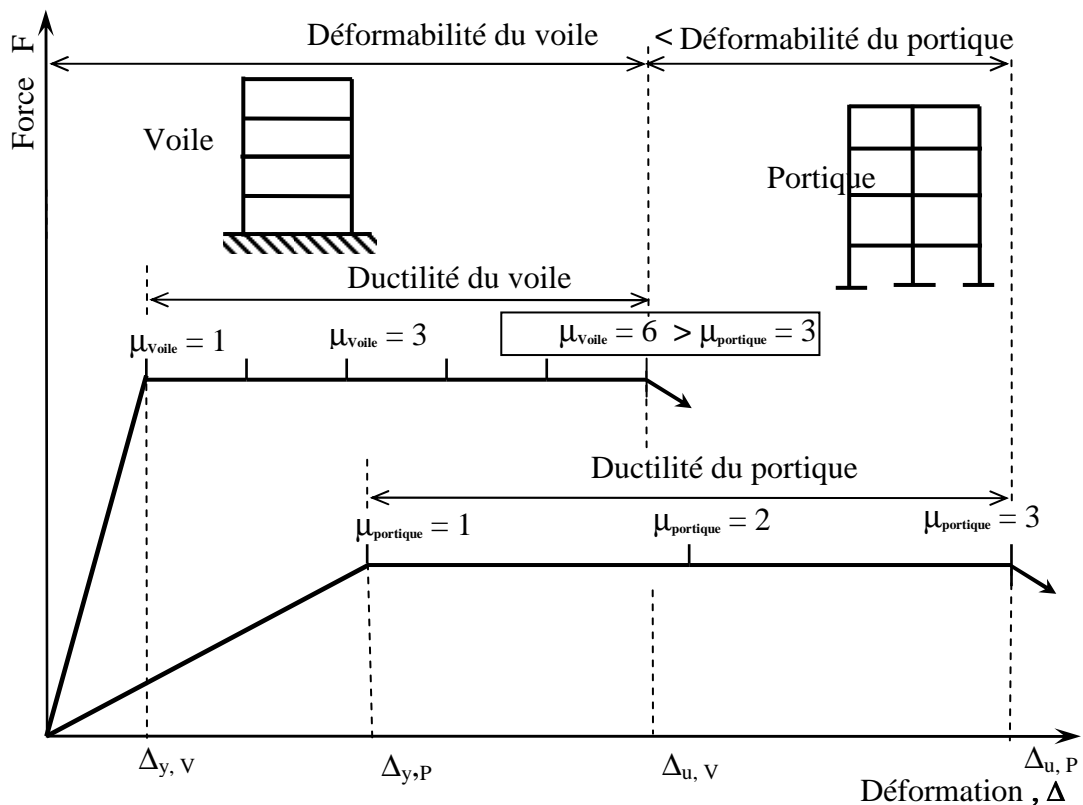 Déformabilité du voile
< Déformabilité du portique
Force F
Voile
Portique
Ductilité du voile
μVoile = 1
μVoile = 3
μVoile = 6 > μportique = 3
Ductilité du portique
μportique = 1
μportique = 2
μportique = 3
Δy, V
Δy,P
Δu, V
Δu, P
Déformation , Δ